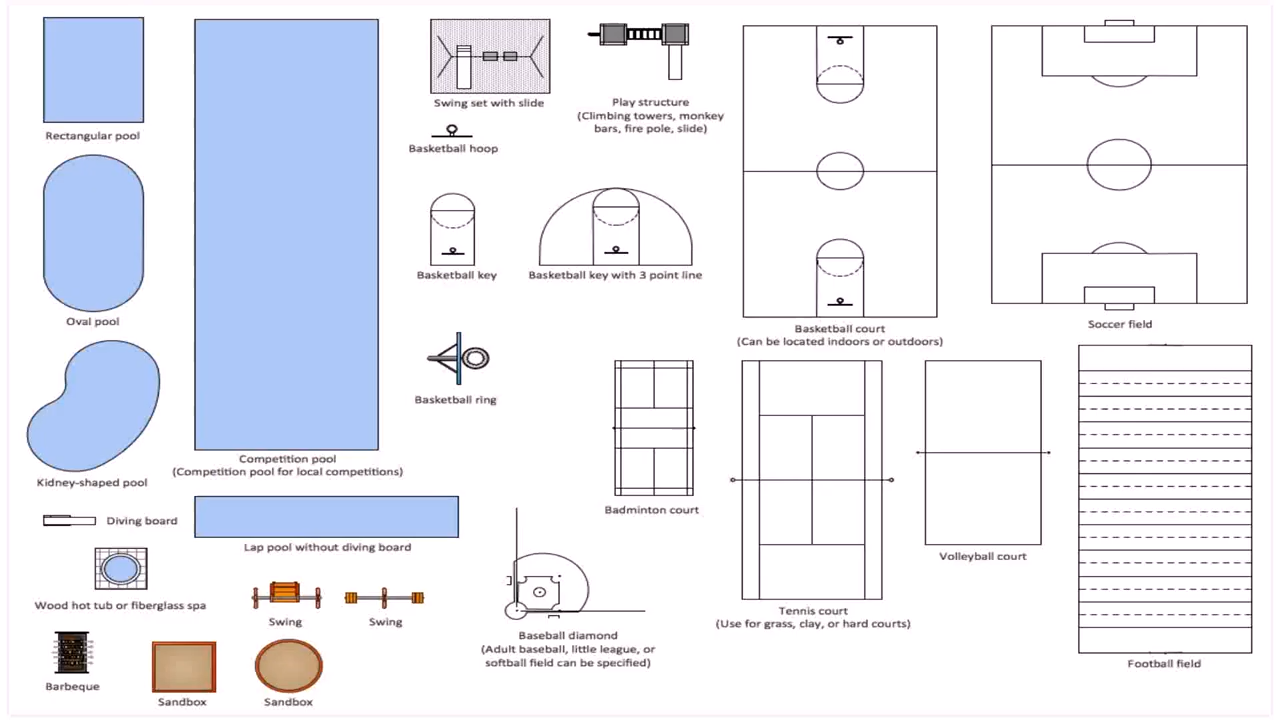 Rectangular pool
Oval pool
Kidney-shaped pool
Diving board
Wood hot tub or fiberglass spa
Barbeque
Sandbox
Sandbox
Competition pool
(Competition pool for local competitions)
Lap pool without diving board
Swing
Swing
Swing set with slide
Basketball hoop
Basketball key
Basketball ring
Play structure
(Climbing towers, monkey
bars, fire pole, slide)
Basketball key with 3 point line
Baseball diamond
(Adult baseball, little league, or
softball field can be specified)
Badminton court
Basketball court
(Can be located indoors or outdoors)
Tennis court
(Use for grass, clay, or hard courts)
Volleyball court
Soccer field
Football field